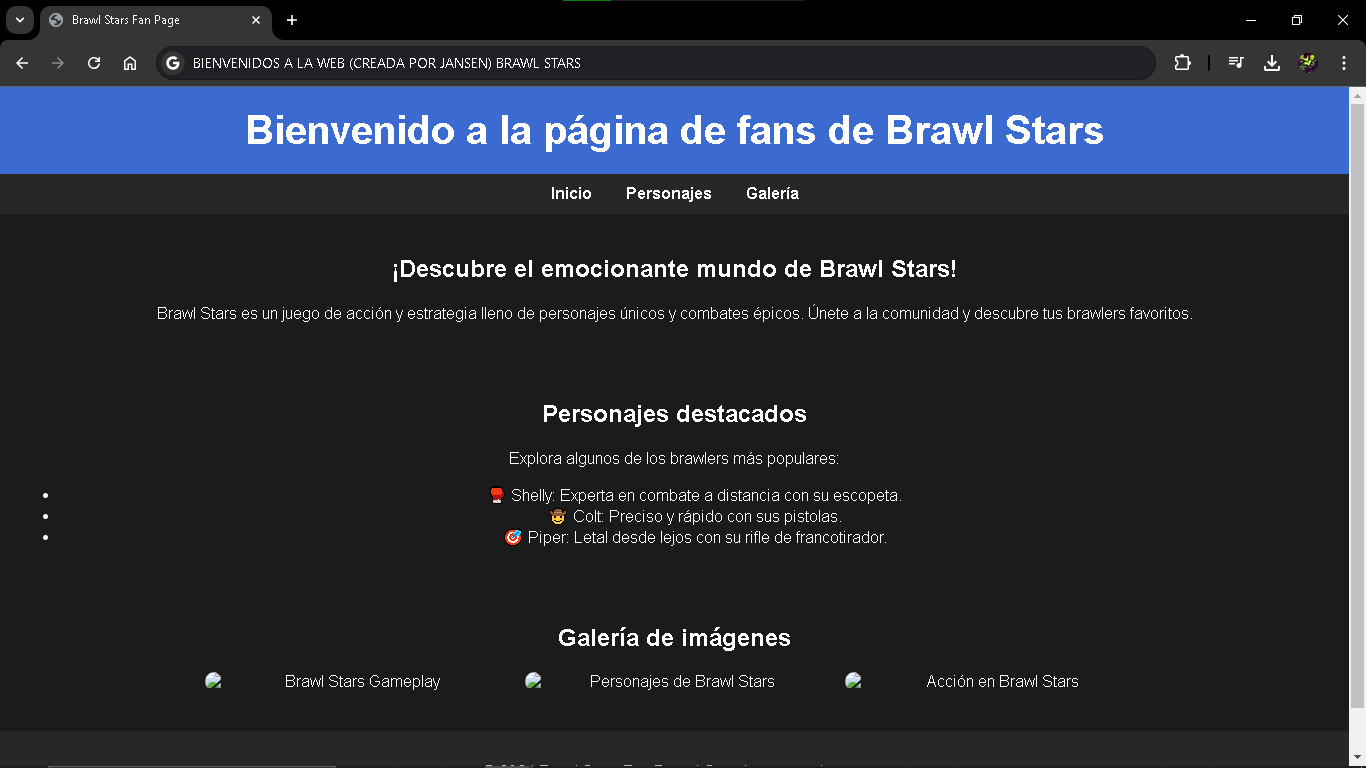 Brawl Stars Fan Page
BIENVENIDOS A LA WEB (CREADA POR JANSEN) BRAWL STARS
Bienvenido a la página de fans de Brawl Stars
Inicio Personajes Galería
¡Descubre el emocionante mundo de Brawl Stars!
Brawl Stars es un juego de acción y estrategia lleno de personajes únicos y combates épicos. Únete a la comunidad y descubre tus brawlers favoritos.
Personajes destacados
Explora algunos de los brawlers más populares:
🥊 Shelly: Experta en combate a distancia con su escopeta.
🤠 Colt: Preciso y rápido con sus pistolas.
🎯 Piper: Letal desde lejos con su rifle de francotirador.
Galería de imágenes
Brawl Stars Gameplay Personajes de Brawl Stars Acción en Brawl Stars